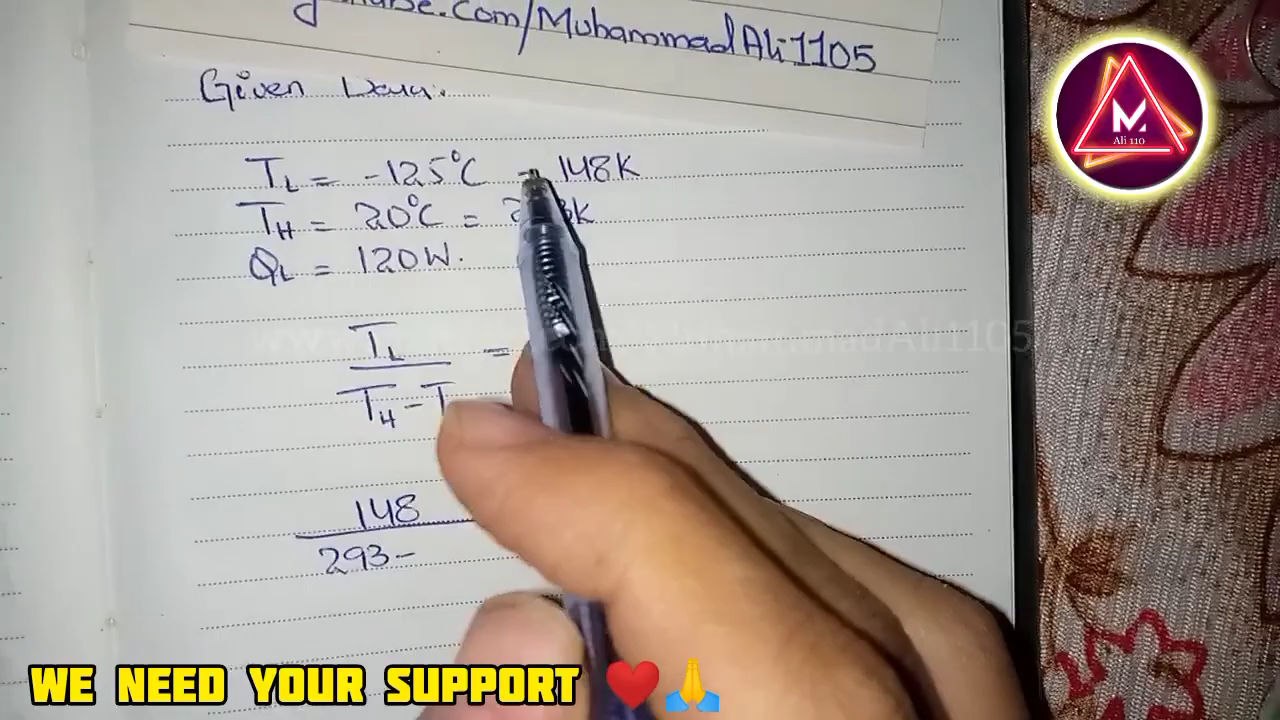 .com/MuhammadAli1105
Given
M
Ali 110
T_L = -125°C = 148K
T_H = 20°C = K
Q_L = 120W.
T_L =
T_H - T
148
293-
WE NEED YOUR SUPPORT ❤️🙏